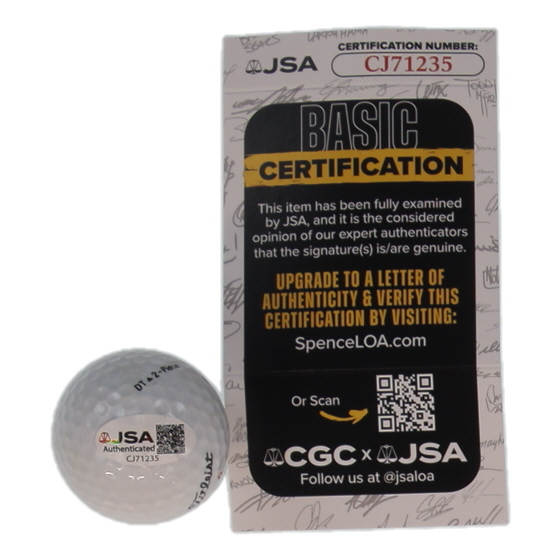 CERTIFICATION NUMBER:
JSA
CJ71235
BASIC
CERTIFICATION
This item has been fully examined
by JSA, and it is the considered
opinion of our expert authenticators
that the signature(s) is/are genuine.
UPGRADE TO A LETTER OF
AUTHENTICITY & VERIFY THIS
CERTIFICATION BY VISITING:
SpenceLOA.com
Or Scan
CGC x JSA
Follow us at @jsaloa
DT 2-Piece
JSA
Authenticated
CJ71235